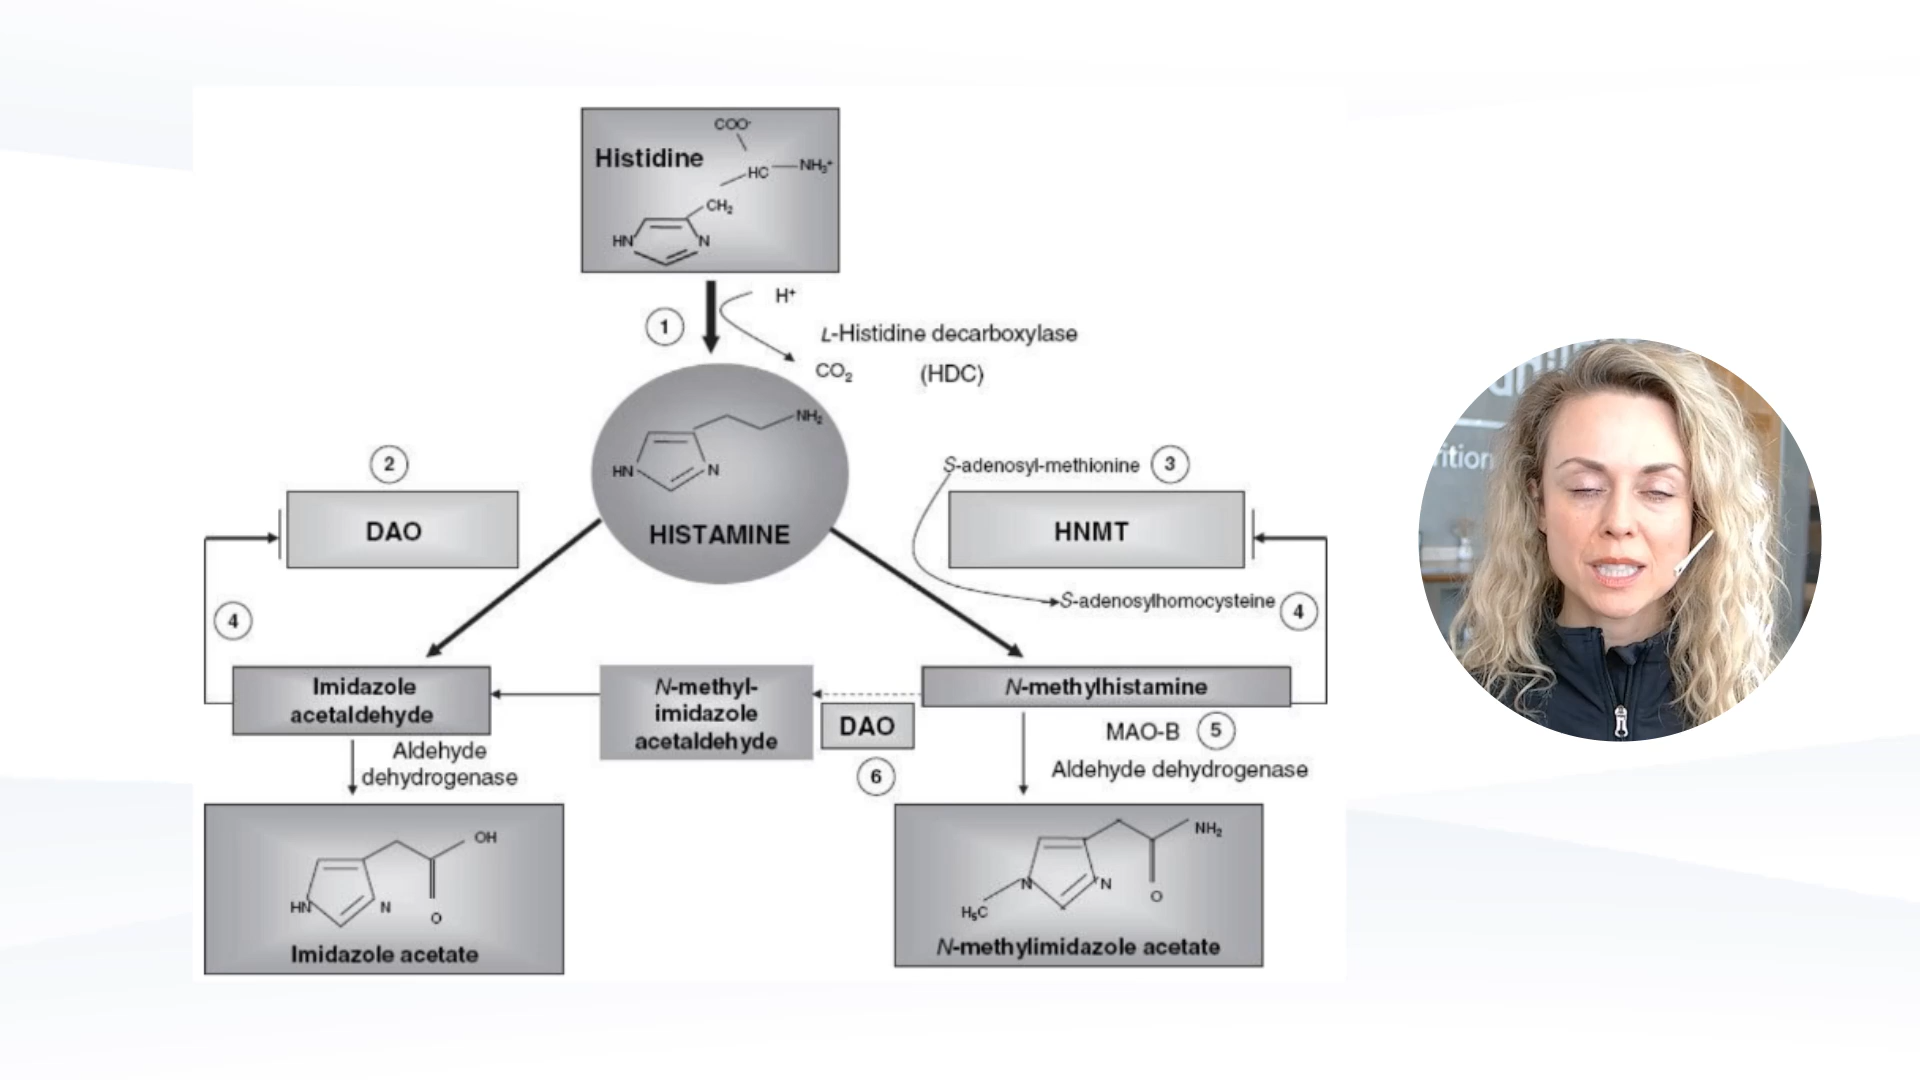 COO-
Histidine
HC
NH3+
CH2
HN
N
H+
1
L-Histidine decarboxylase
CO2
(HDC)
NH2
HN
N
HISTAMINE
2
DAO
S-adenosyl-methionine
3
HNMT
S-adenosylhomocysteine
4
4
Imidazole
acetaldehyde
N-methyl-
imidazole
acetaldehyde
N-methylhistamine
DAO
6
MAO-B
5
Aldehyde
dehydrogenase
Aldehyde dehydrogenase
OH
HN
N
O
Imidazole acetate
NH2
N
N
O
H3C
N-methylimidazole acetate